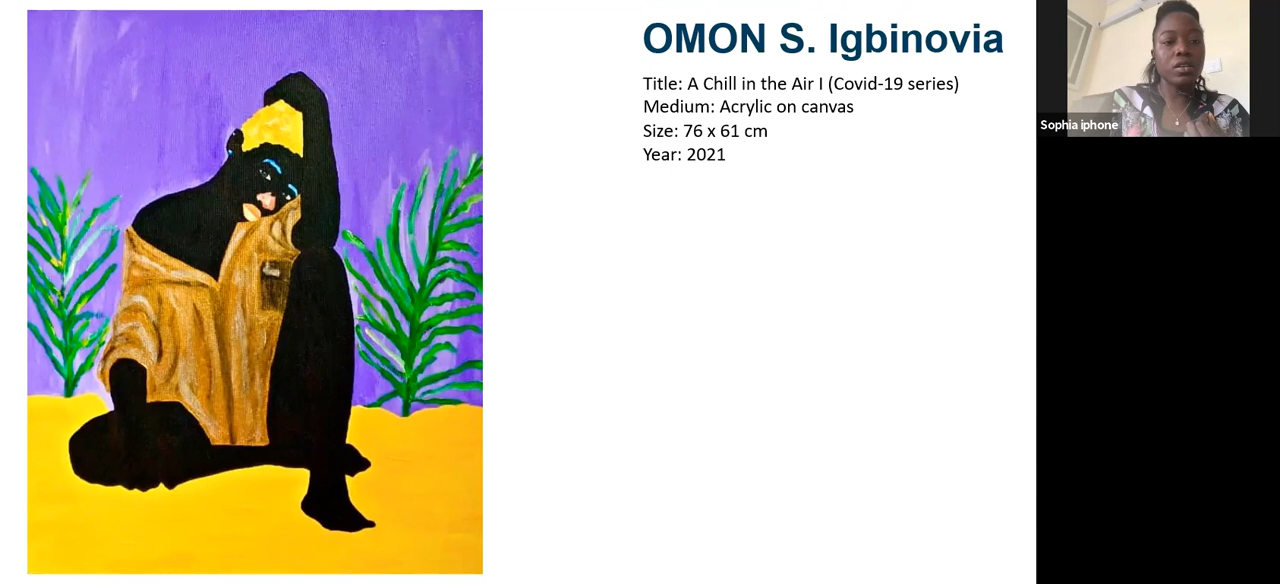 OMON S. Igbinovia
Title: A Chill in the Air I (Covid-19 series)
Medium: Acrylic on canvas
Size: 76 x 61 cm
Year: 2021
Sophia iphone